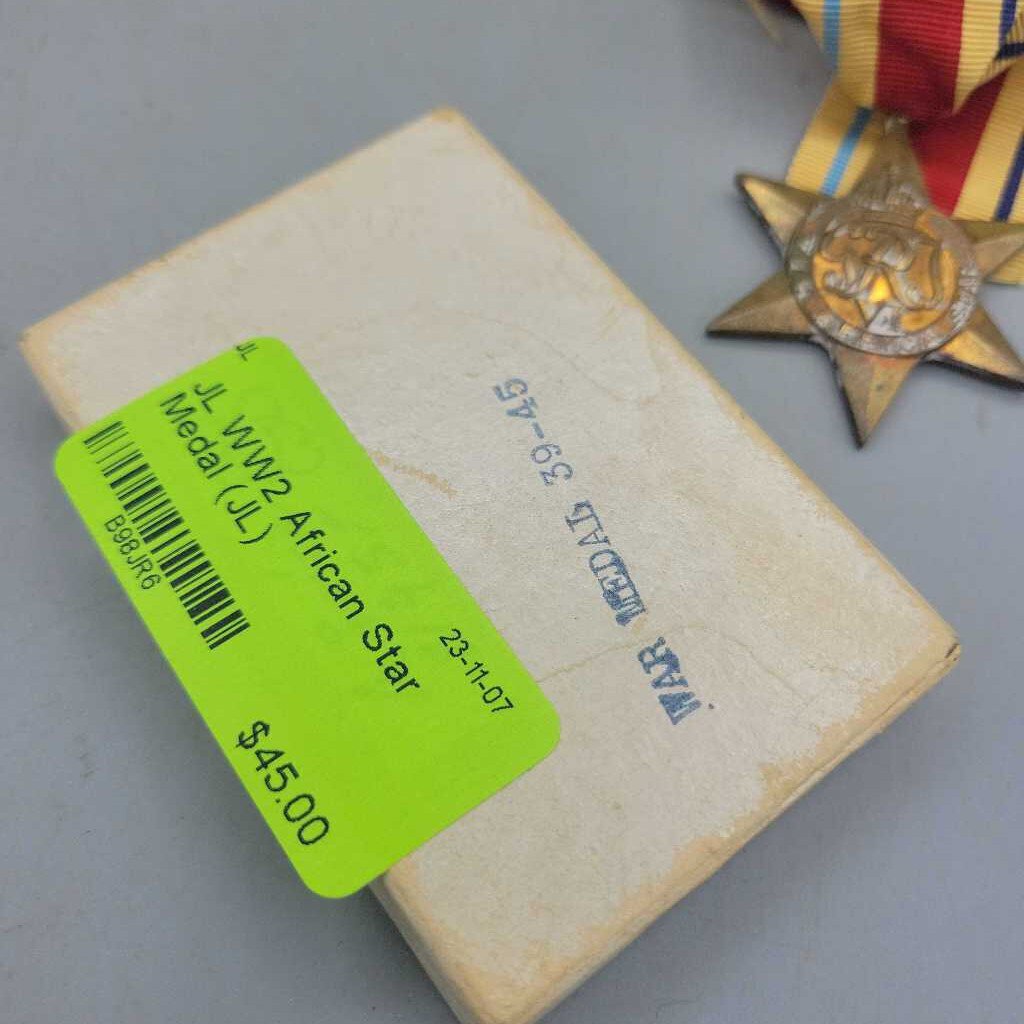 JL
JL WW2 African Star
Medal (JL)
B98JR6
23-11-07
$45.00
WAR MEDAL 39-45